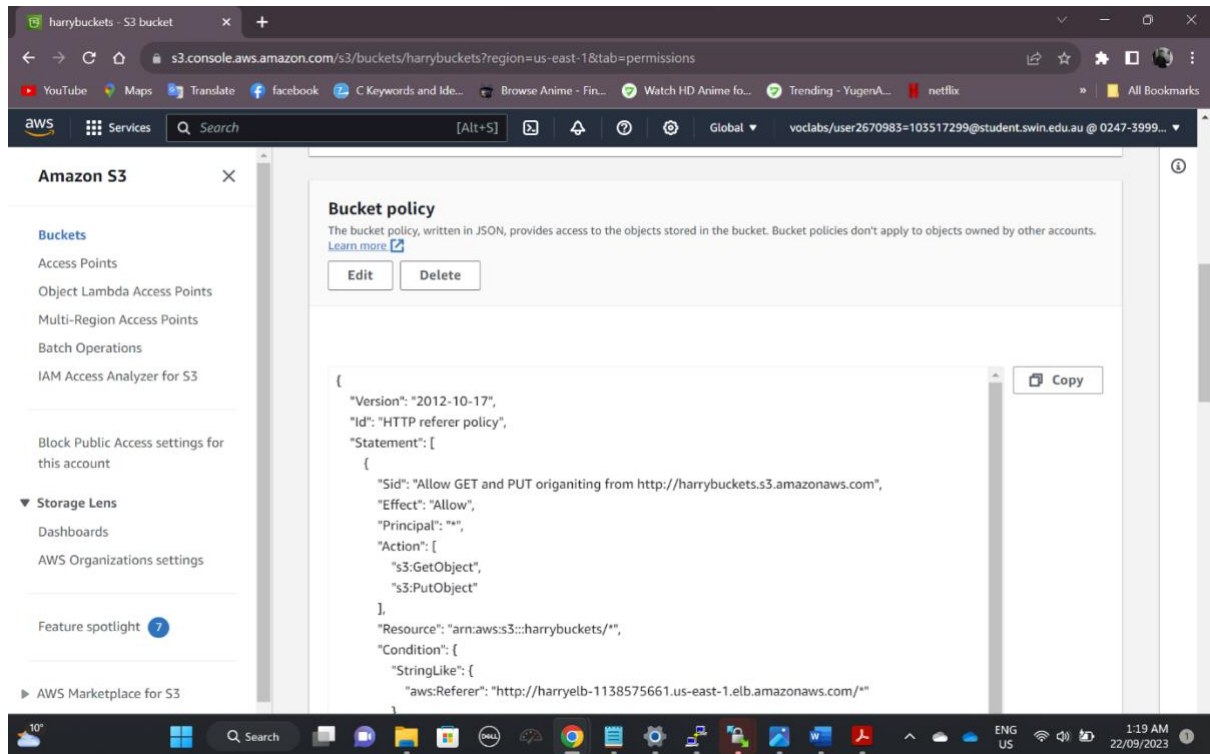 harrybuckets - S3 bucket
s3.console.aws.amazon.com/s3/buckets/harrybuckets?region=us-east-1&tab=permissions
YouTube Maps Translate facebook C Keywords and Ide... Browse Anime - Fin... Watch HD Anime fo... Trending - YugenA... netflix » All Bookmarks
aws Services Search [Alt+S] Global voclabs/user2670983=103517299@student.swin.edu.au @ 0247-3999...
Amazon S3
Buckets
Access Points
Object Lambda Access Points
Multi-Region Access Points
Batch Operations
IAM Access Analyzer for S3
Block Public Access settings for
this account
Storage Lens
Dashboards
AWS Organizations settings
Feature spotlight 7
AWS Marketplace for S3
Bucket policy
The bucket policy, written in JSON, provides access to the objects stored in the bucket. Bucket policies don't apply to objects owned by other accounts.
Learn more
Edit Delete
Copy
{
"Version": "2012-10-17",
"Id": "HTTP referer policy",
"Statement": [
{
"Sid": "Allow GET and PUT origaniting from http://harrybuckets.s3.amazonaws.com",
"Effect": "Allow",
"Principal": "*",
"Action": [
"s3:GetObject",
"s3:PutObject"
],
"Resource": "arn:aws:s3:::harrybuckets/*",
"Condition": {
"StringLike": {
"aws:Referer": "http://harryelb-1138575661.us-east-1.elb.amazonaws.com/*"
}
10°
Search
DELL
ENG
US
1:19 AM
22/09/2023
1